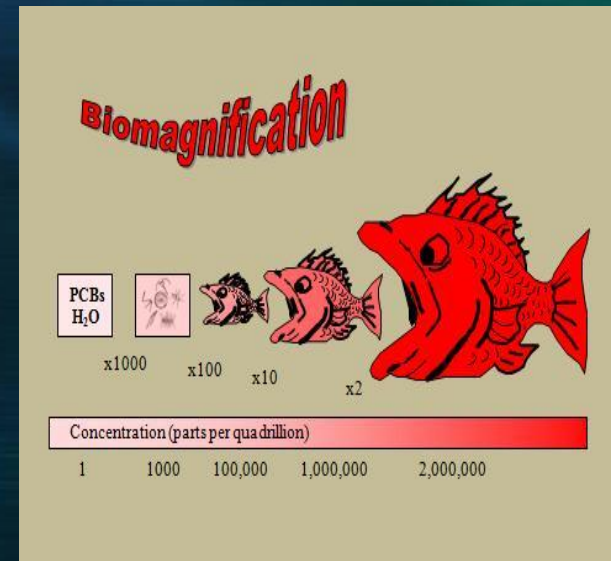 Biomagnification
PCBs
H₂O
x1000
x100
x10
x2
Concentration (parts per quadrillion)
1 1000 100,000 1,000,000 2,000,000